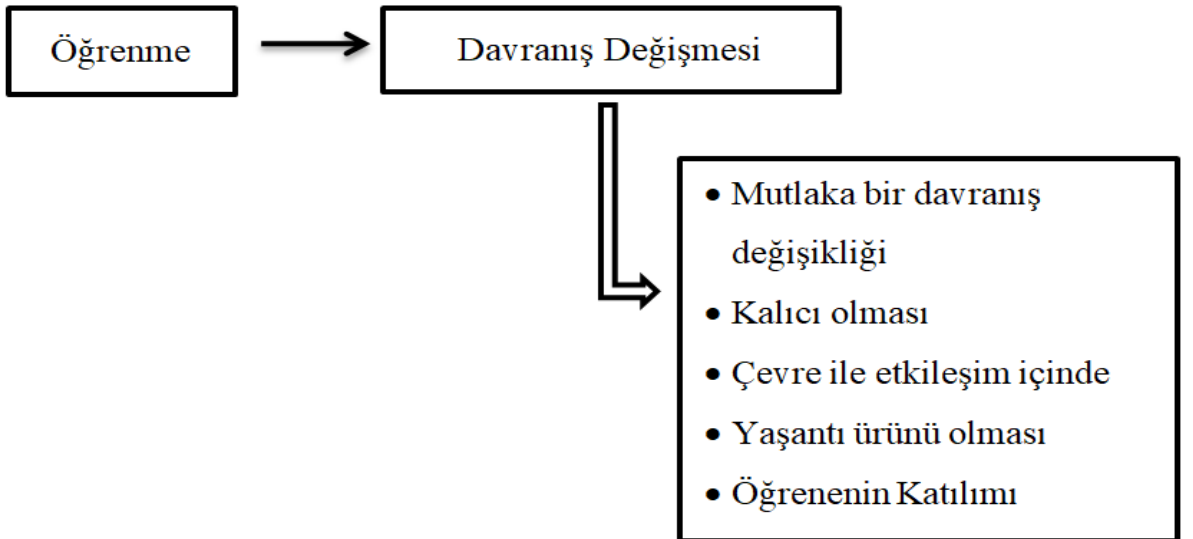 Öğrenme
Davranış Değişmesi
• Mutlaka bir davranış
değişikliği
• Kalıcı olması
• Çevre ile etkileşim içinde
• Yaşantı ürünü olması
• Öğrenenin Katılımı